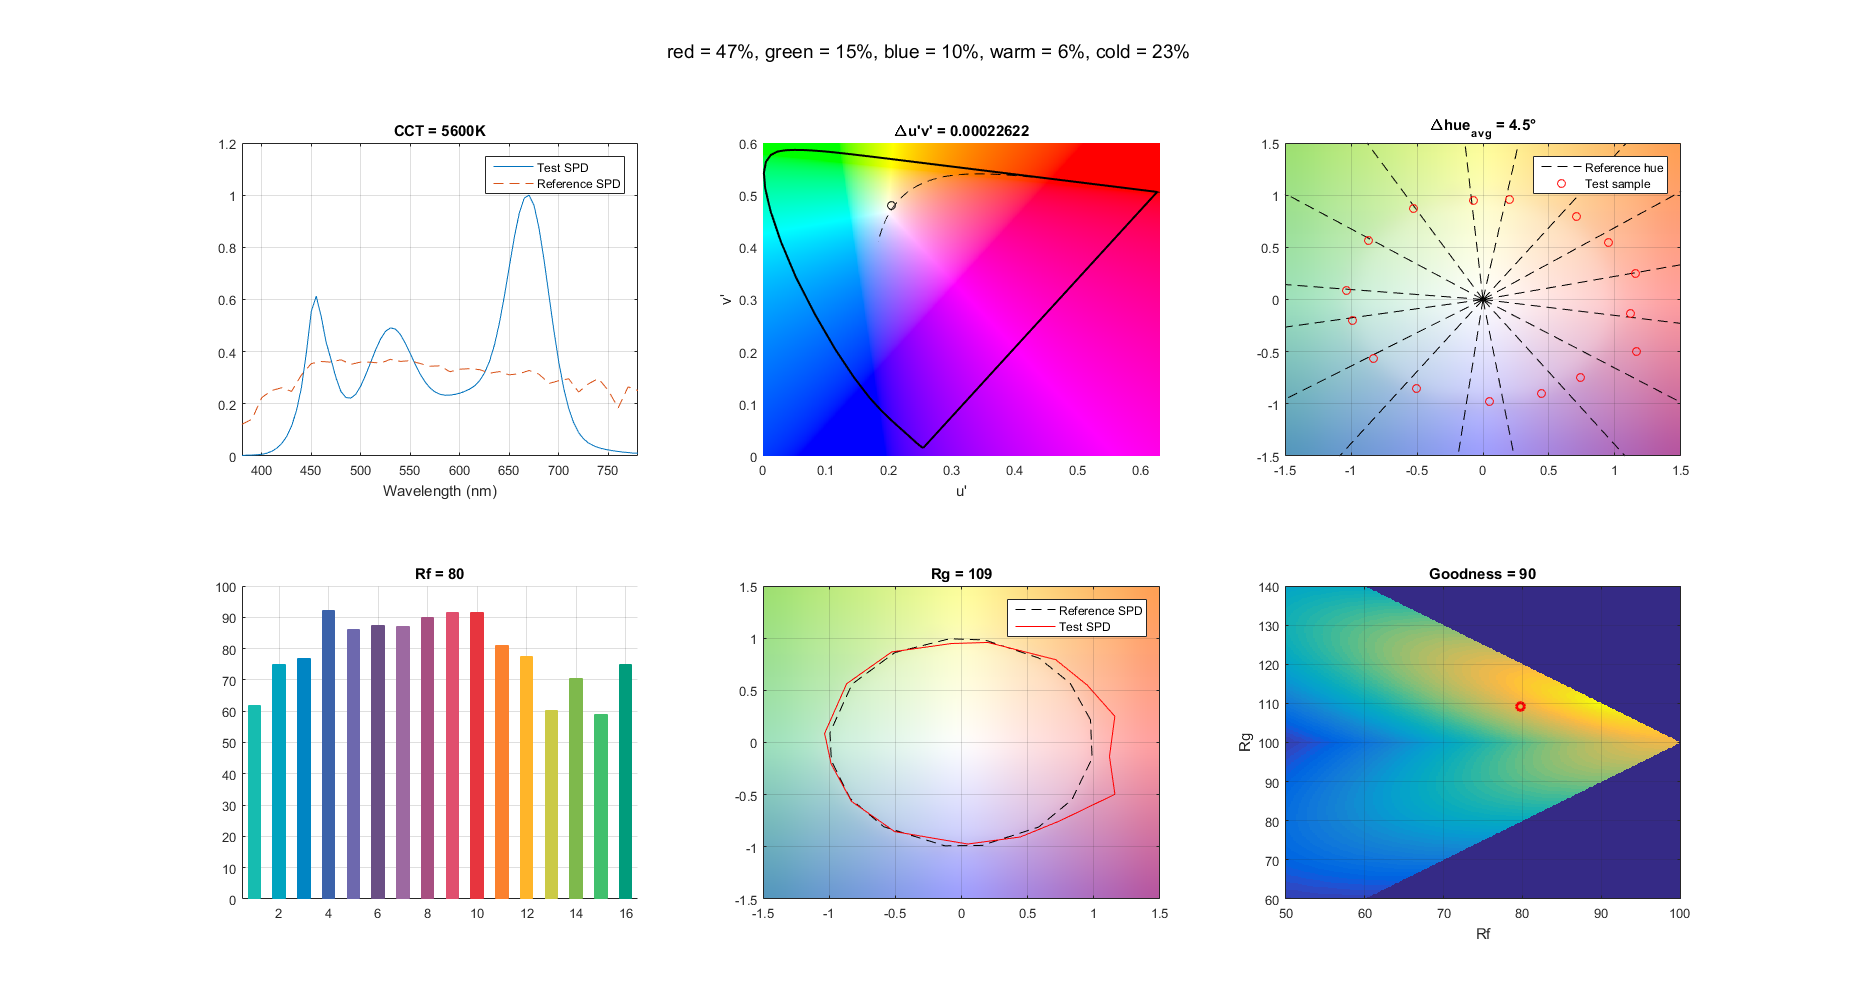 red = 47%, green = 15%, blue = 10%, warm = 6%, cold = 23%
CCT = 5600K
1.2
1
0.8
0.6
0.4
0.2
0
400 450 500 550 600 650 700 750
Wavelength (nm)
Test SPD
Reference SPD
Δu'v' = 0.00022622
0.6
0.5
0.4
0.3
0.2
0.1
0
v'
0 0.1 0.2 0.3 0.4 0.5 0.6
u'
Δhue avg = 4.5°
1.5
1
0.5
0
-0.5
-1
-1.5
-1.5 -1 -0.5 0 0.5 1 1.5
Reference hue
Test sample
Rf = 80
100
90
80
70
60
50
40
30
20
10
0
2 4 6 8 10 12 14 16
Rg = 109
1.5
1
0.5
0
-0.5
-1
-1.5
-1.5 -1 -0.5 0 0.5 1 1.5
Reference SPD
Test SPD
Goodness = 90
140
130
120
110
100
90
80
70
60
Rg
50 60 70 80 90 100
Rf